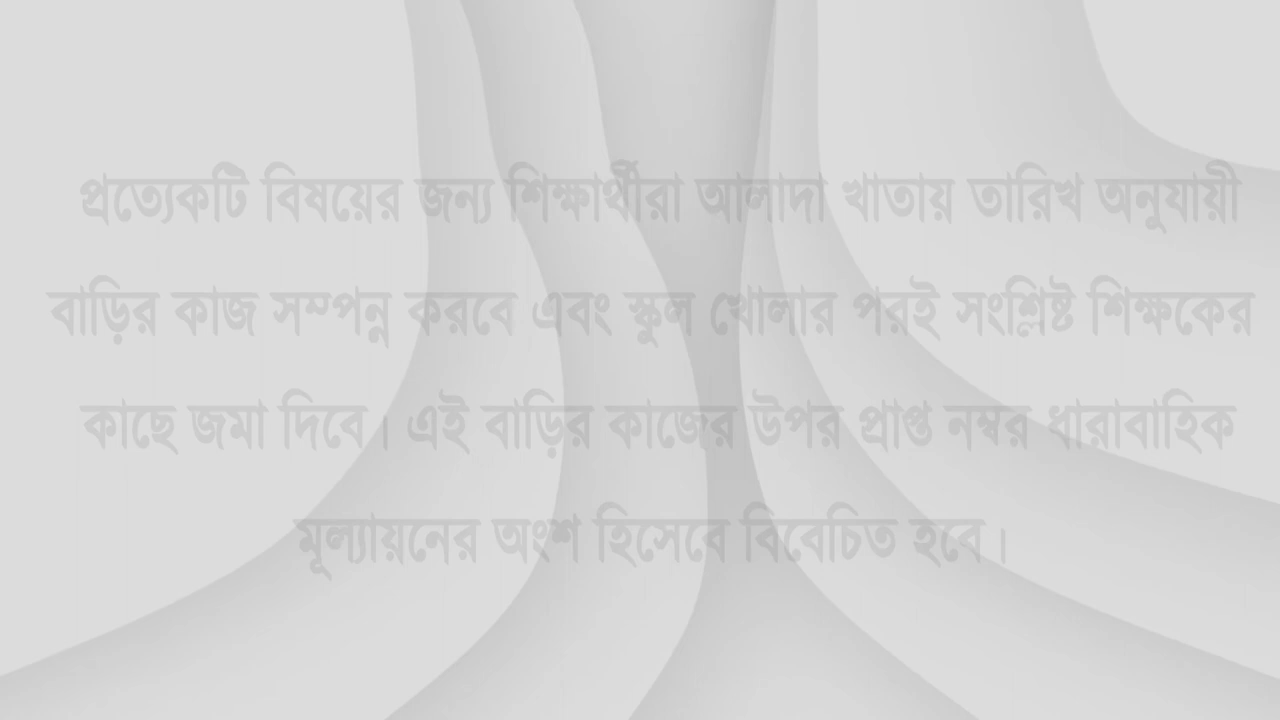 প্রত্যেকটি বিষয়ের জন্য শিক্ষার্থীরা আলাদা খাতায় তারিখ অনুযায়ী
বাড়ির কাজ সম্পন্ন করবে এবং স্কুল খোলার পরই সংশ্লিষ্ট শিক্ষকের
কাছে জমা দিবে। এই বাড়ির কাজের উপর প্রাপ্ত নম্বর ধারাবাহিক
মূল্যায়নের অংশ হিসেবে বিবেচিত হবে।